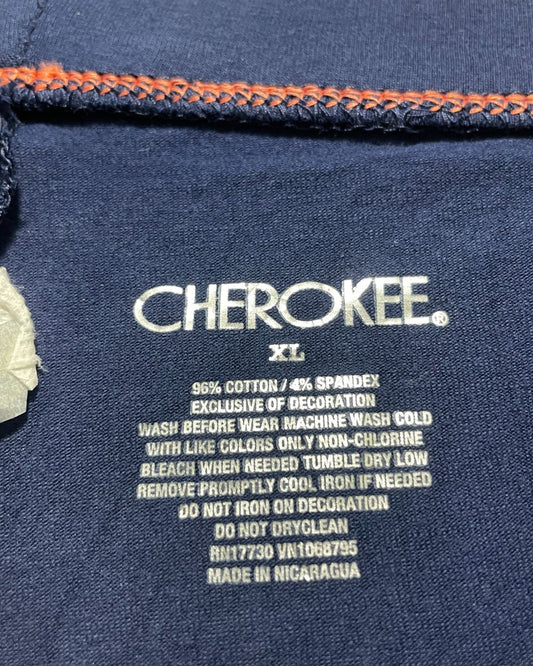 CHEROKEE®
XL
96% COTTON / 4% SPANDEX
EXCLUSIVE OF DECORATION
WASH BEFORE WEAR MACHINE WASH COLD
WITH LIKE COLORS ONLY NON-CHLORINE
BLEACH WHEN NEEDED TUMBLE DRY LOW
REMOVE PROMPTLY COOL IRON IF NEEDED
DO NOT IRON ON DECORATION
DO NOT DRYCLEAN
RN17730 VN1068795
MADE IN NICARAGUA